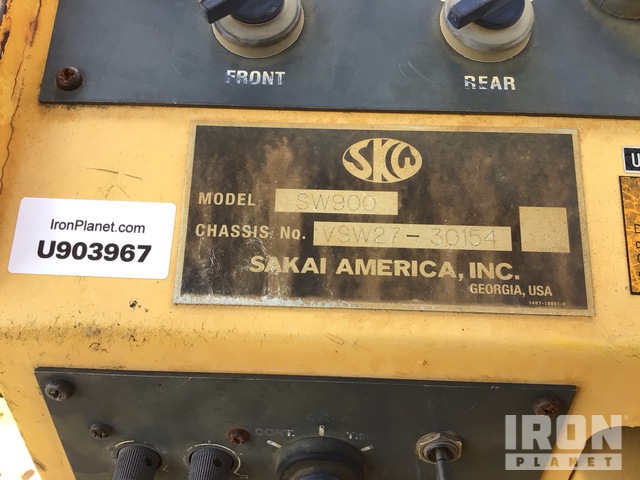 FRONT
REAR
SKW
MODEL SW900
CHASSIS No. VSW27-30154
SAKAI AMERICA, INC.
GEORGIA, USA
IronPlanet.com
U903967
CONT.
IRON
PLANET